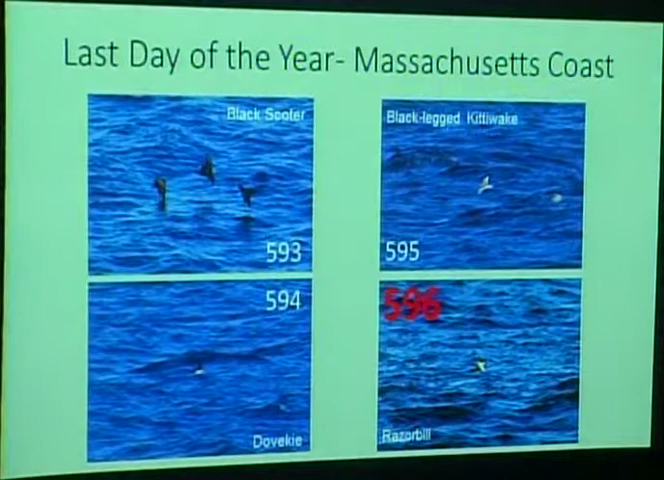 Last Day of the Year- Massachusetts Coast
Black Scoter
593
Black-legged Kittiwake
595
594
Dovekie
596
Razorbill